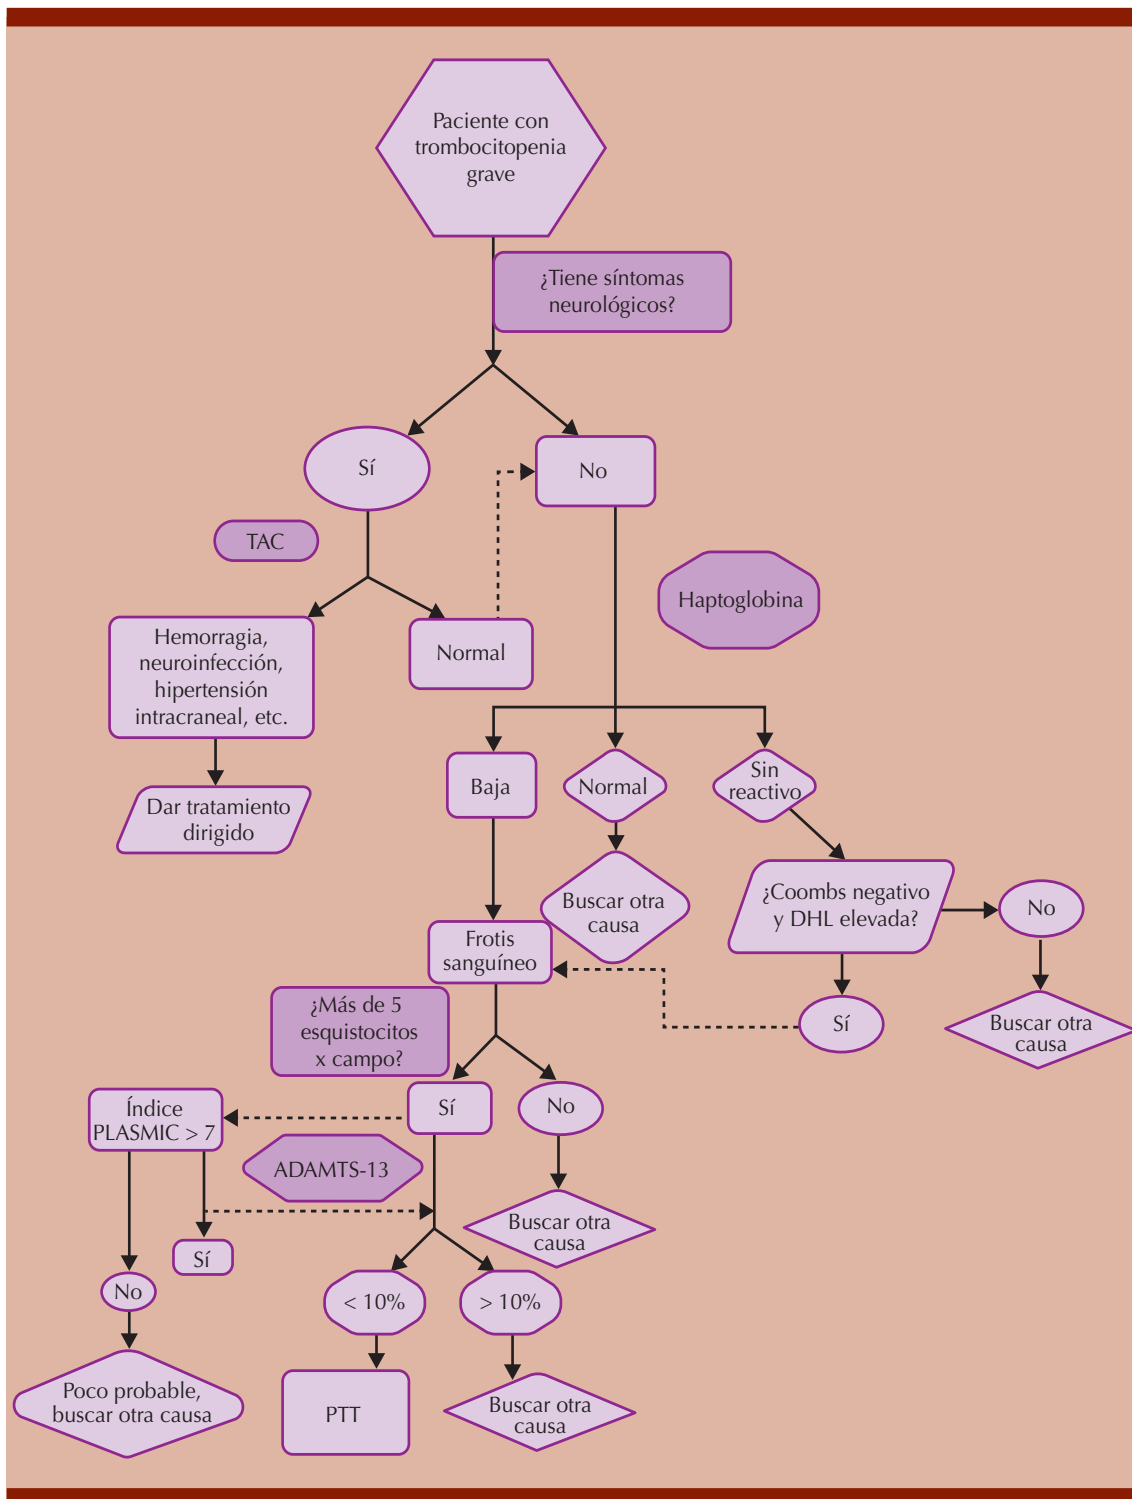 Paciente con
trombocitopenia
grave
¿Tiene síntomas
neurológicos?
Sí
No
TAC
Haptoglobina
Hemorragia,
neuroinfección,
hipertensión
intracraneal, etc.
Normal
Dar tratamiento
dirigido
Baja
Normal
Sin
reactivo
Buscar otra
causa
¿Coombs negativo
y DHL elevada?
No
Frotis
sanguíneo
Sí
Buscar otra
causa
¿Más de 5
esquistocitos
x campo?
Sí
No
Índice
PLASMIC > 7
ADAMTS-13
Buscar otra
causa
Sí
No
< 10%
> 10%
Poco probable,
buscar otra causa
PTT
Buscar otra
causa